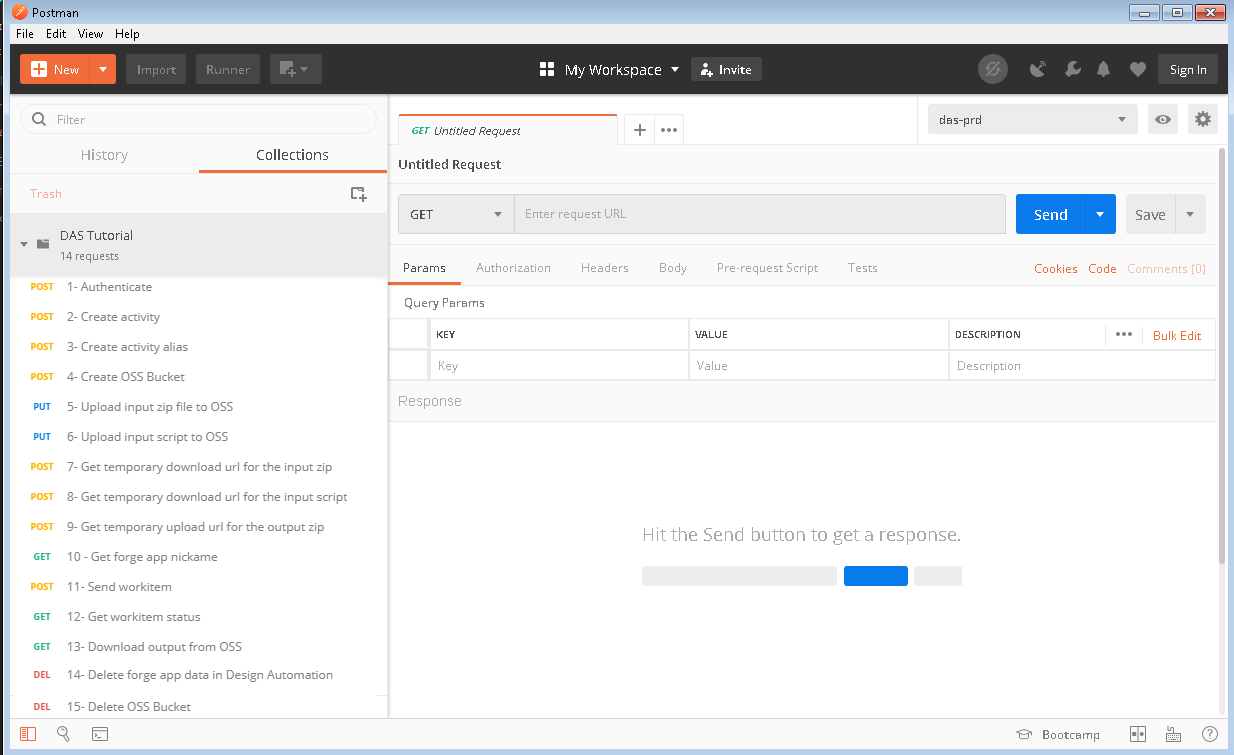 Postman
File Edit View Help
New Import Runner My Workspace Invite Sign In
Filter
History Collections
Trash
DAS Tutorial
14 requests
POST 1- Authenticate
POST 2- Create activity
POST 3- Create activity alias
POST 4- Create OSS Bucket
PUT 5- Upload input zip file to OSS
PUT 6- Upload input script to OSS
POST 7- Get temporary download url for the input zip
POST 8- Get temporary download url for the input script
POST 9- Get temporary upload url for the output zip
GET 10 - Get forge app nickame
POST 11- Send workitem
GET 12- Get workitem status
GET 13- Download output from OSS
DEL 14- Delete forge app data in Design Automation
DEL 15- Delete OSS Bucket
GET Untitled Request
das-prd
Untitled Request
GET Enter request URL Send Save
Params Authorization Headers Body Pre-request Script Tests Cookies Code Comments (0)
Query Params
KEY VALUE DESCRIPTION Bulk Edit
Key Value Description
Response
Hit the Send button to get a response.
Bootcamp